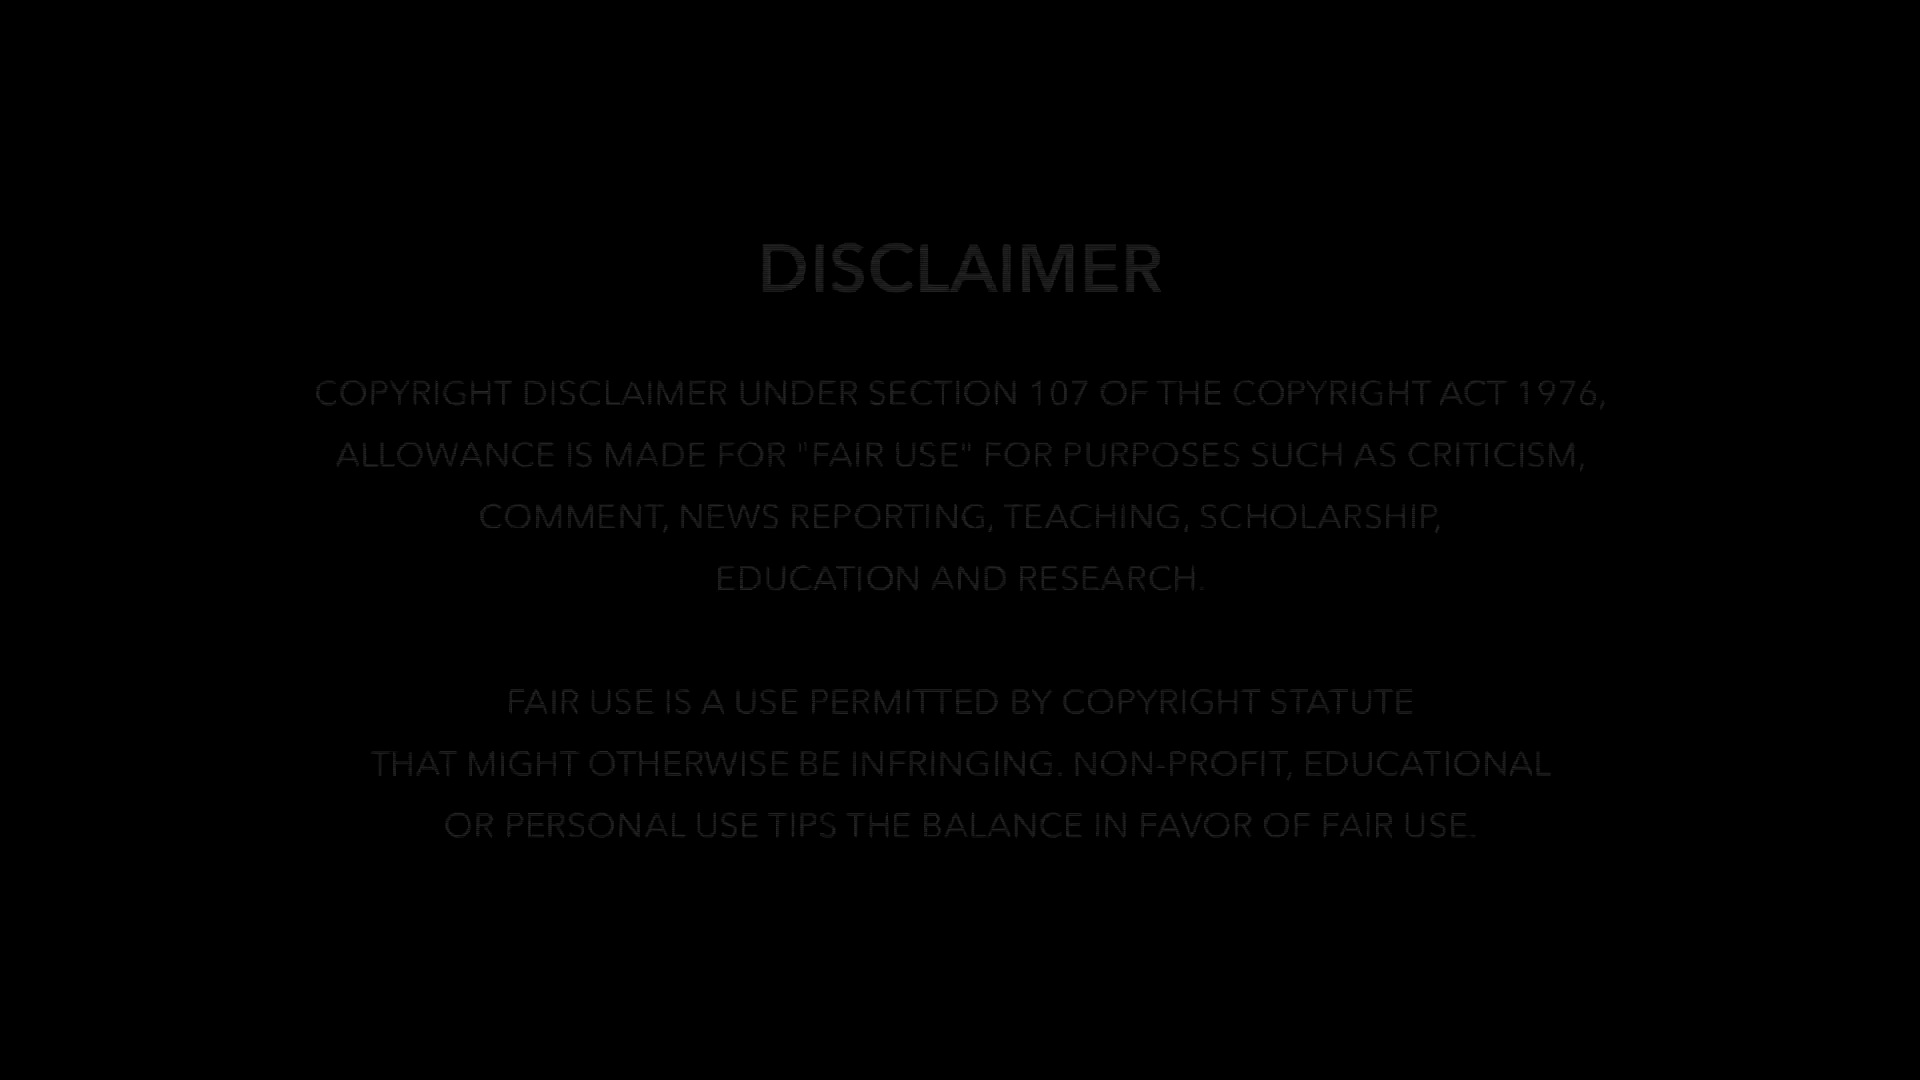 DISCLAIMER
COPYRIGHT DISCLAIMER UNDER SECTION 107 OF THE COPYRIGHT ACT 1976,
ALLOWANCE IS MADE FOR "FAIR USE" FOR PURPOSES SUCH AS CRITICISM,
COMMENT, NEWS REPORTING, TEACHING, SCHOLARSHIP,
EDUCATION AND RESEARCH.
FAIR USE IS A USE PERMITTED BY COPYRIGHT STATUTE
THAT MIGHT OTHERWISE BE INFRINGING. NON-PROFIT, EDUCATIONAL
OR PERSONAL USE TIPS THE BALANCE IN FAVOR OF FAIR USE.